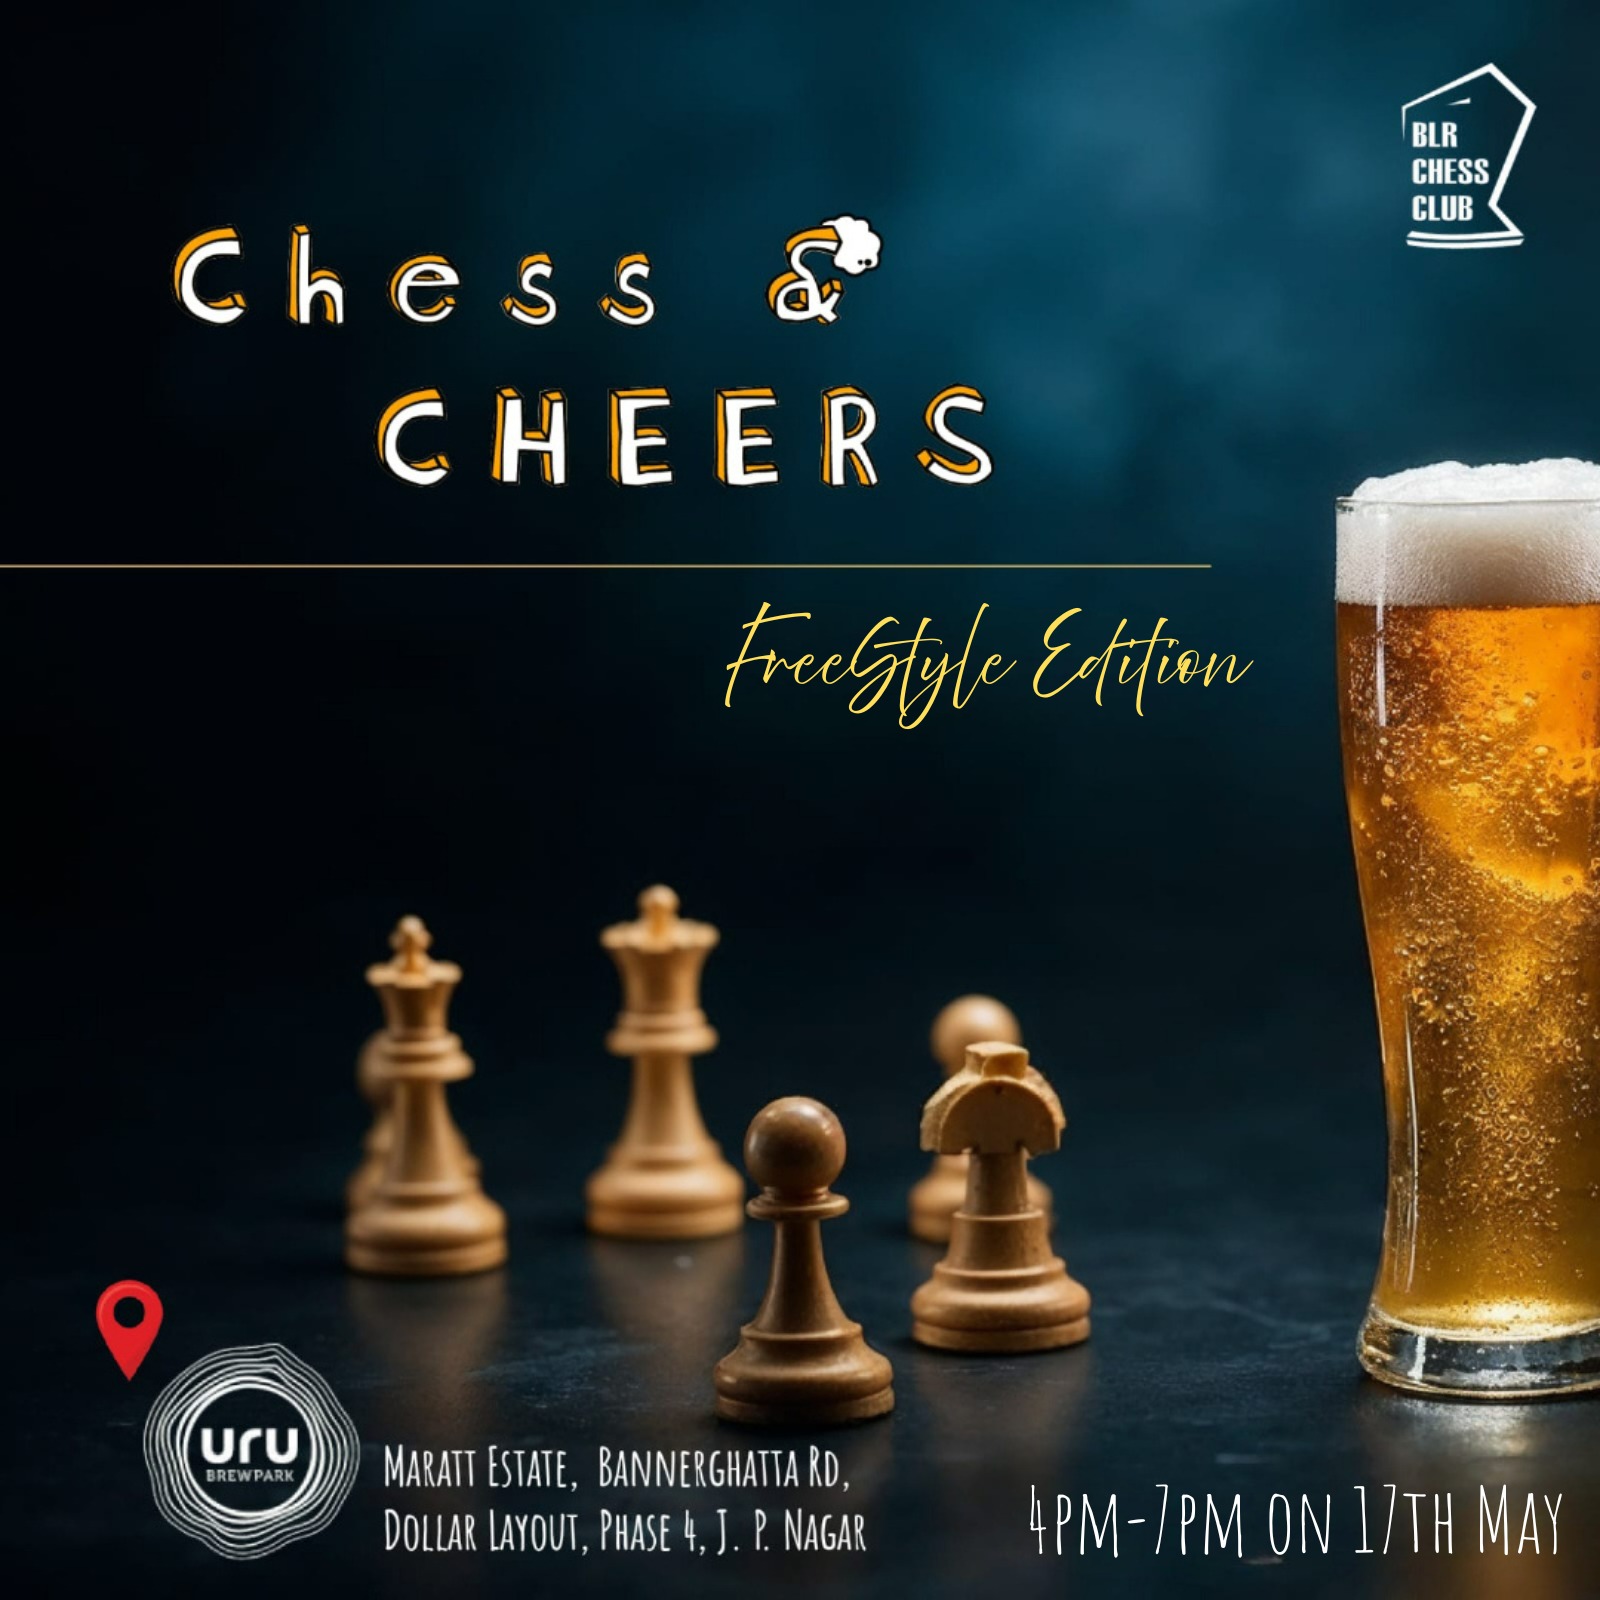 BLR
CHESS
CLUB
Chess &
CHEERS
FreeStyle Edition
uru
BREWPARK
Maratt Estate, Bannerghatta Rd,
Dollar Layout, Phase 4, J. P. Nagar
4pm-7pm on 17th May